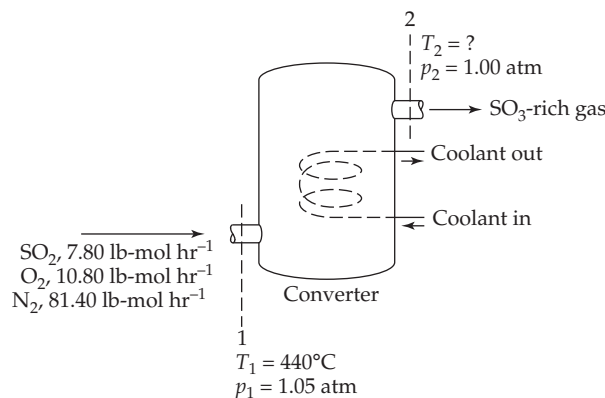 2
T₂ = ?
p₂ = 1.00 atm
SO₃-rich gas
Coolant out
Coolant in
SO₂, 7.80 lb-mol hr⁻¹
O₂, 10.80 lb-mol hr⁻¹
N₂, 81.40 lb-mol hr⁻¹
Converter
1
T₁ = 440°C
p₁ = 1.05 atm